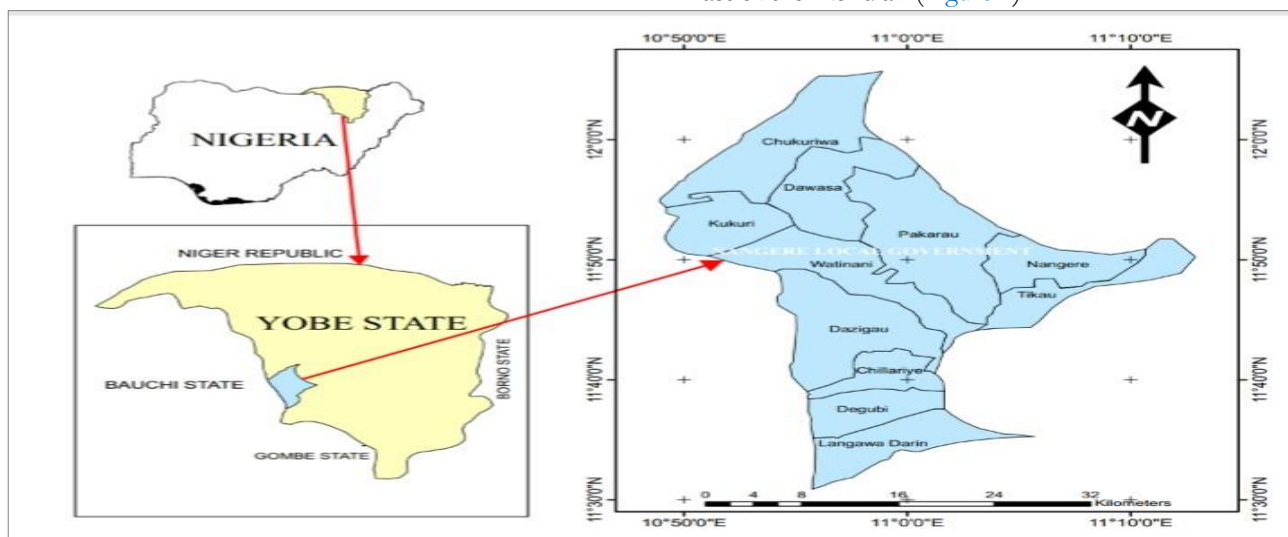 NIGERIA
NIGER REPUBLIC
YOBE STATE
BAUCHI STATE
BORNO STATE
GOMBE STATE
10°50'0"E 11°0'0"E 11°10'0"E
N
12°0'0"N 12°0'0"N
Chukuriwa
Dawasa
Kukuri
Pakarau
NANGERE LOCAL GOVERNMENT
11°50'0"N 11°50'0"N
Watinani
Nangere
Tikau
Dazigau
Chillariye
11°40'0"N 11°40'0"N
Degubi
Langawa Darin
0 4 8 16 24 32
Kilometers
11°30'0"N 11°30'0"N
10°50'0"E 11°0'0"E 11°10'0"E